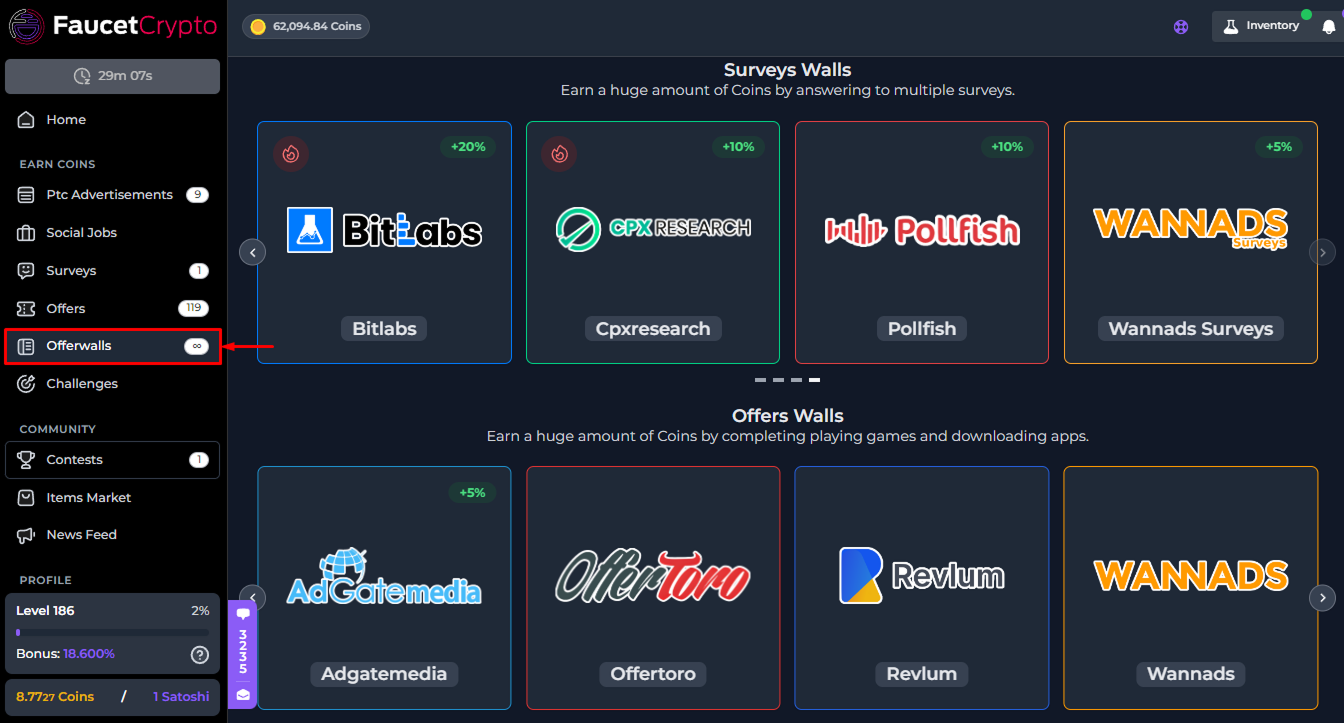 FaucetCrypto
62,094.84 Coins
Inventory
29m 07s
Home
EARN COINS
Ptc Advertisements 9
Social Jobs
Surveys 1
Offers 119
Offerwalls ∞
Challenges
COMMUNITY
Contests 1
Items Market
News Feed
PROFILE
Level 186 2%
Bonus: 18.600% ?
8.7727 Coins / 1 Satoshi
3235
Surveys Walls
Earn a huge amount of Coins by answering to multiple surveys.
+20%
BitLabs
Bitlabs
+10%
CPX RESEARCH
Cpxresearch
+10%
Pollfish
Pollfish
+5%
WANNADS
Surveys
Wannads Surveys
Offers Walls
Earn a huge amount of Coins by completing playing games and downloading apps.
+5%
AdGatemedia
Adgatemedia
OfferToro
Offertoro
Revlum
Revlum
WANNADS
Wannads